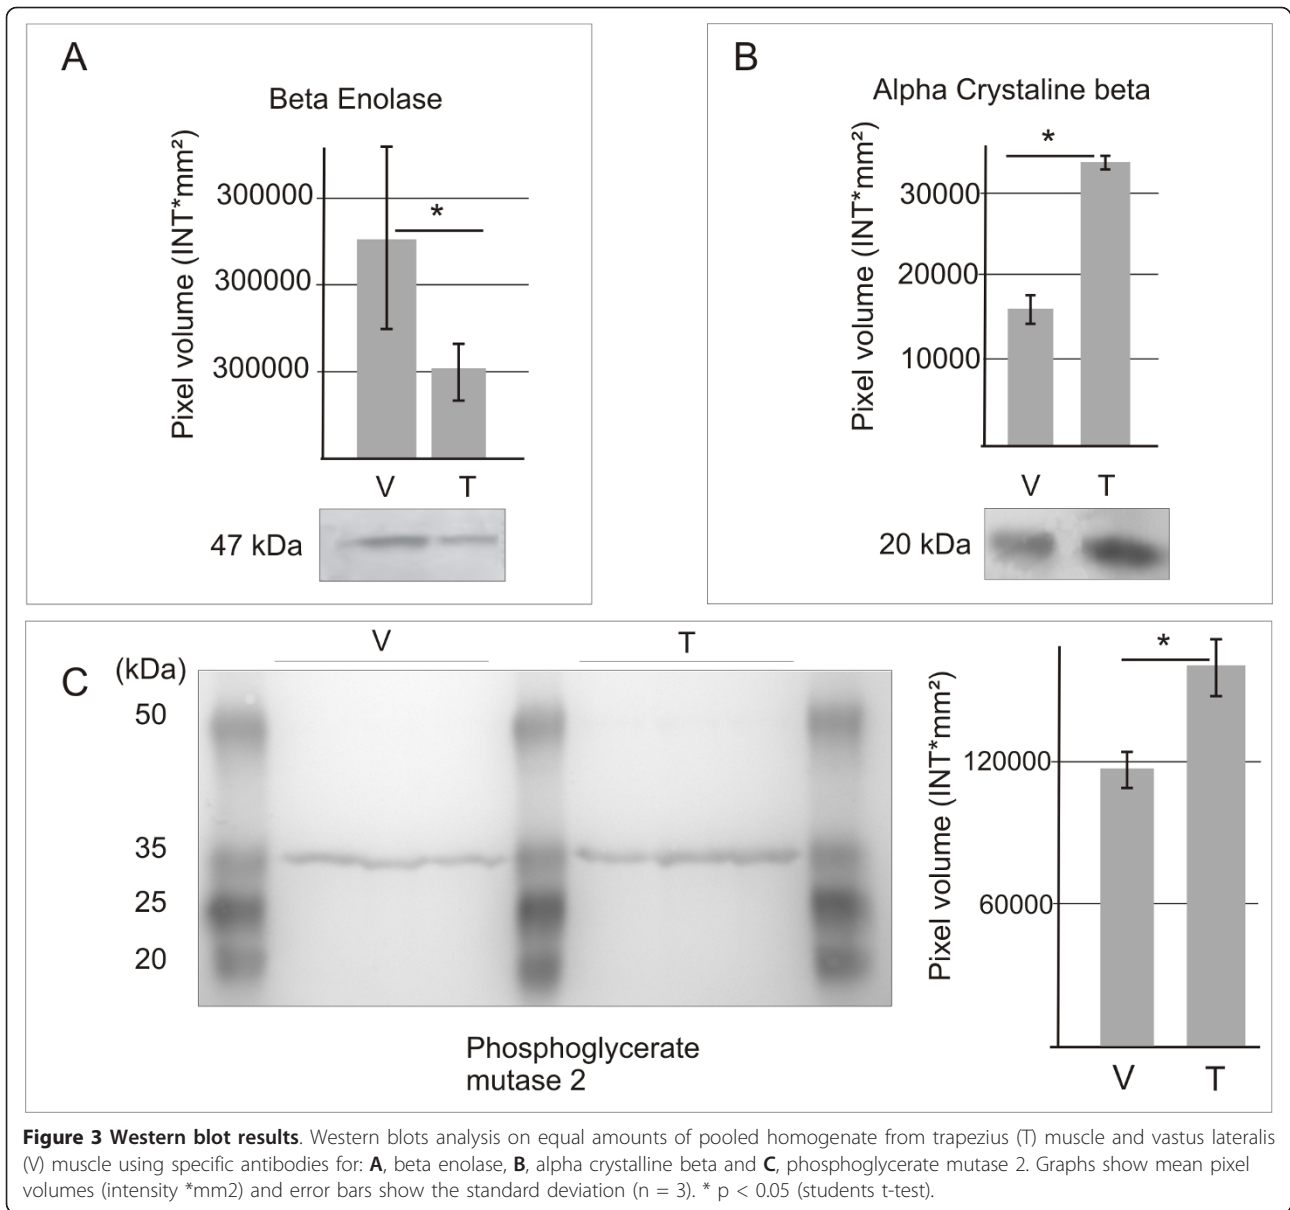 A
Beta Enolase
Pixel volume (INT*mm²)
300000
300000
300000
*
V T
47 kDa
B
Alpha Crystaline beta
Pixel volume (INT*mm²)
30000
20000
10000
*
V T
20 kDa
C
(kDa)
V T
50
35
25
20
Phosphoglycerate
mutase 2
Pixel volume (INT*mm²)
120000
60000
*
V T
Figure 3 Western blot results. Western blots analysis on equal amounts of pooled homogenate from trapezius (T) muscle and vastus lateralis
(V) muscle using specific antibodies for: A, beta enolase, B, alpha crystalline beta and C, phosphoglycerate mutase 2. Graphs show mean pixel
volumes (intensity *mm2) and error bars show the standard deviation (n = 3). * p < 0.05 (students t-test).